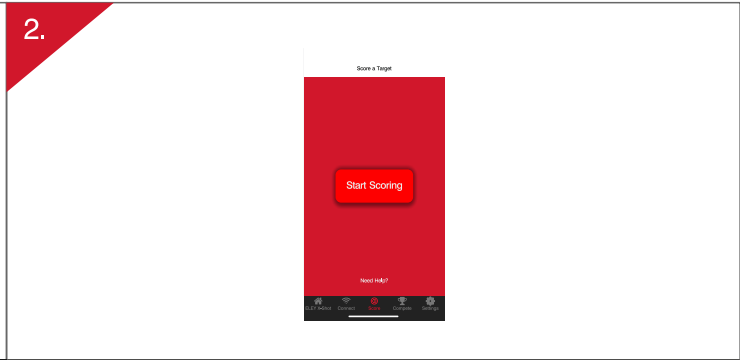 2.
Score a Target
Start Scoring
Need Help?
Connect Score Compete Settings